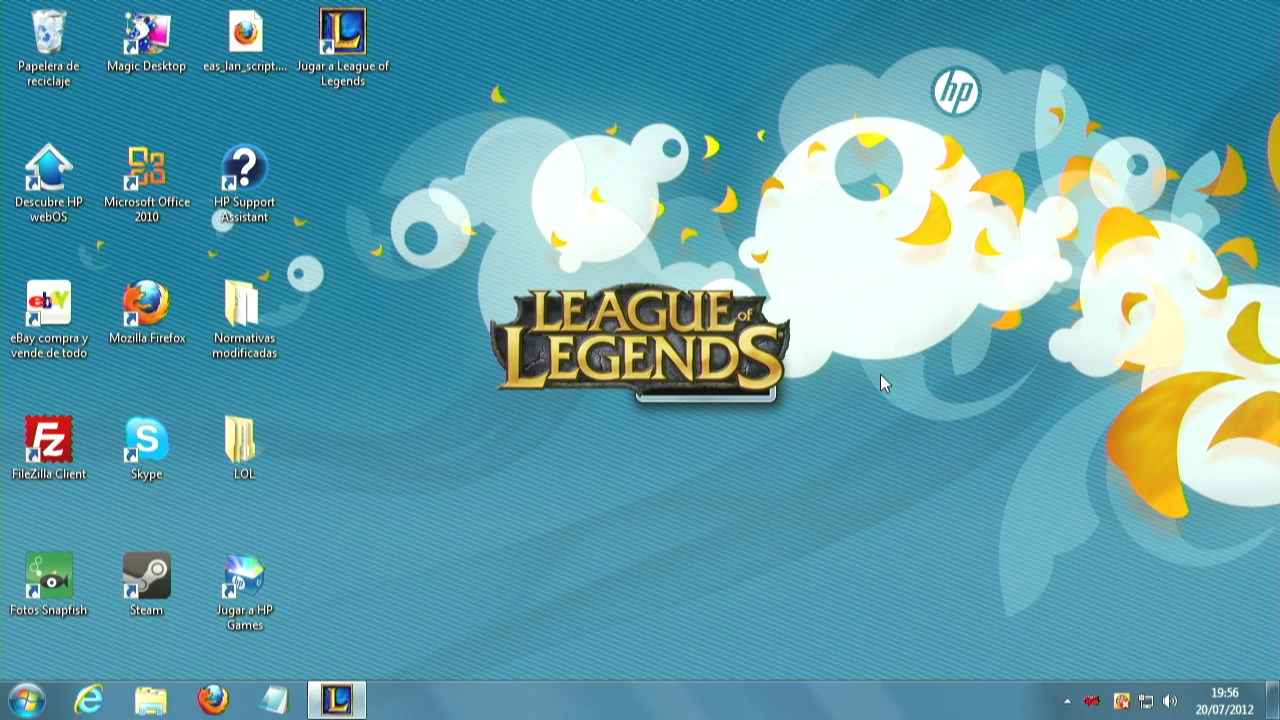 Papelera de
reciclaje
Magic Desktop
eas_lan_script....
Jugar a League of
Legends
hp
Descubre HP
webOS
Microsoft Office
2010
HP Support
Assistant
eBay compra y
vende de todo
Mozilla Firefox
Normativas
modificadas
LEAGUE of
LEGENDS
FileZilla Client
Skype
LOL
Fotos Snapfish
Steam
Jugar a HP
Games
19:56
20/07/2012